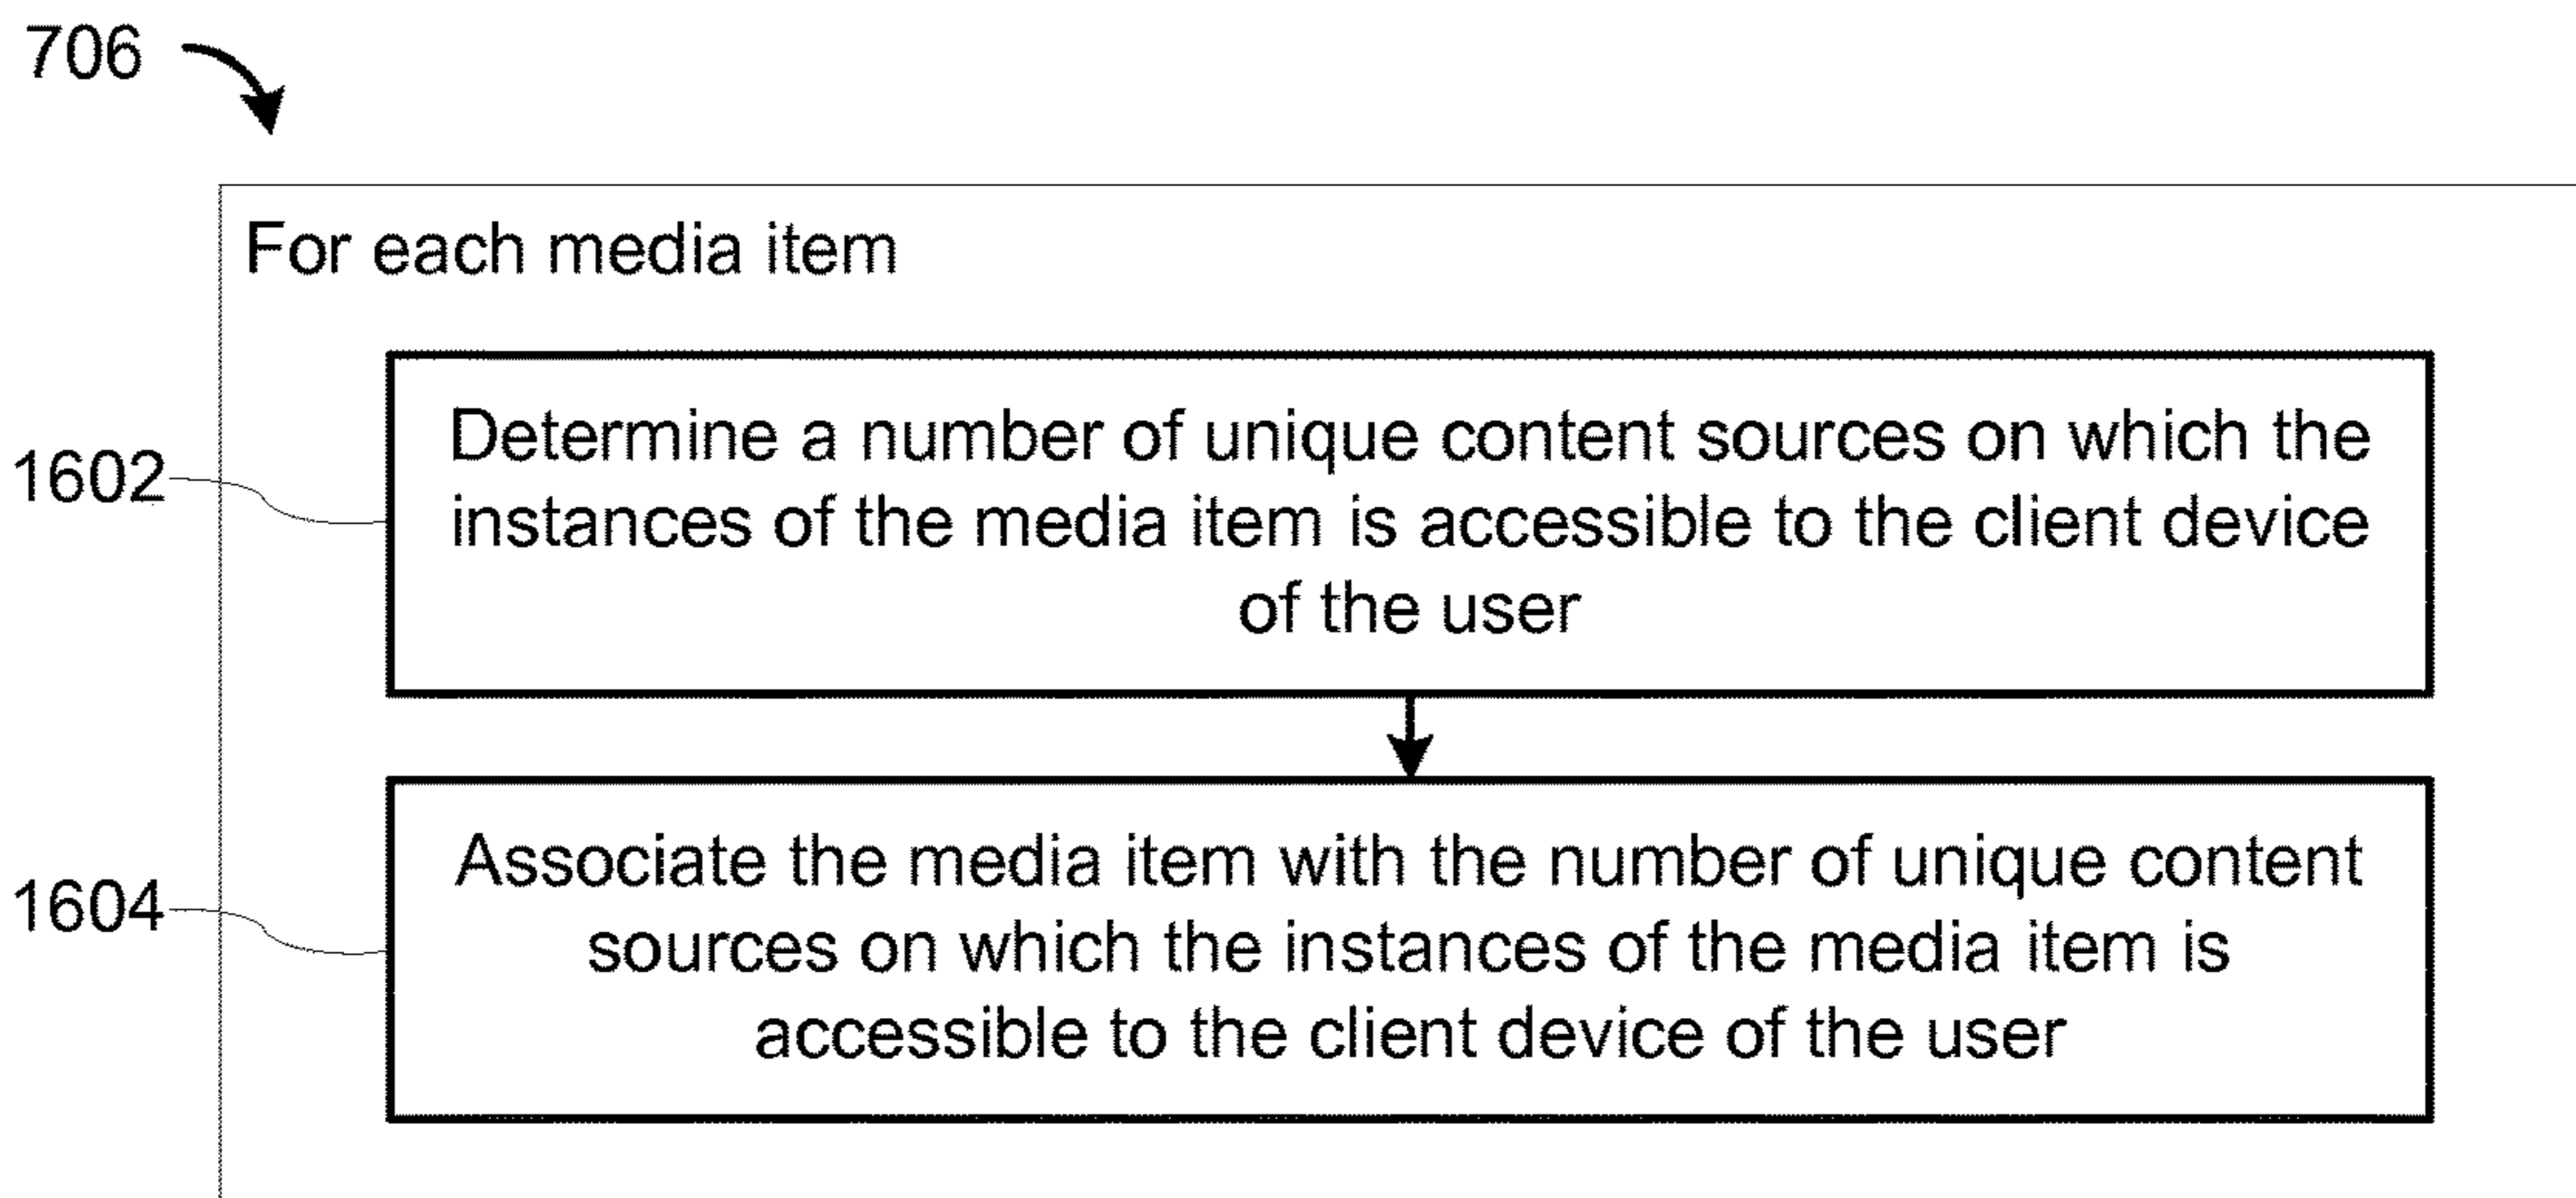 706
For each media item
1602
Determine a number of unique content sources on which the
instances of the media item is accessible to the client device
of the user
1604
Associate the media item with the number of unique content
sources on which the instances of the media item is
accessible to the client device of the user